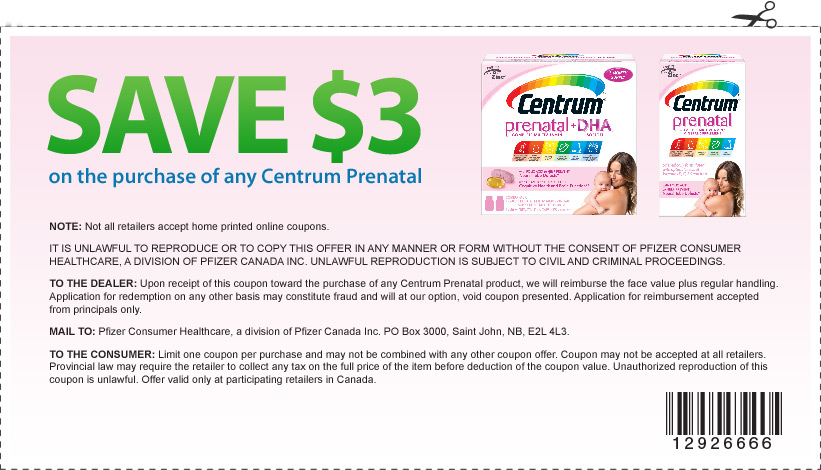 SAVE $3
on the purchase of any Centrum Prenatal
Centrum
prenatal+DHA
Centrum
prenatal
NOTE: Not all retailers accept home printed online coupons.
IT IS UNLAWFUL TO REPRODUCE OR TO COPY THIS OFFER IN ANY MANNER OR FORM WITHOUT THE CONSENT OF PFIZER CONSUMER
HEALTHCARE, A DIVISION OF PFIZER CANADA INC. UNLAWFUL REPRODUCTION IS SUBJECT TO CIVIL AND CRIMINAL PROCEEDINGS.
TO THE DEALER: Upon receipt of this coupon toward the purchase of any Centrum Prenatal product, we will reimburse the face value plus regular handling.
Application for redemption on any other basis may constitute fraud and will at our option, void coupon presented. Application for reimbursement accepted
from principals only.
MAIL TO: Pfizer Consumer Healthcare, a division of Pfizer Canada Inc. PO Box 3000, Saint John, NB, E2L 4L3.
TO THE CONSUMER: Limit one coupon per purchase and may not be combined with any other coupon offer. Coupon may not be accepted at all retailers.
Provincial law may require the retailer to collect any tax on the full price of the item before deduction of the coupon value. Unauthorized reproduction of this
coupon is unlawful. Offer valid only at participating retailers in Canada.
12926666